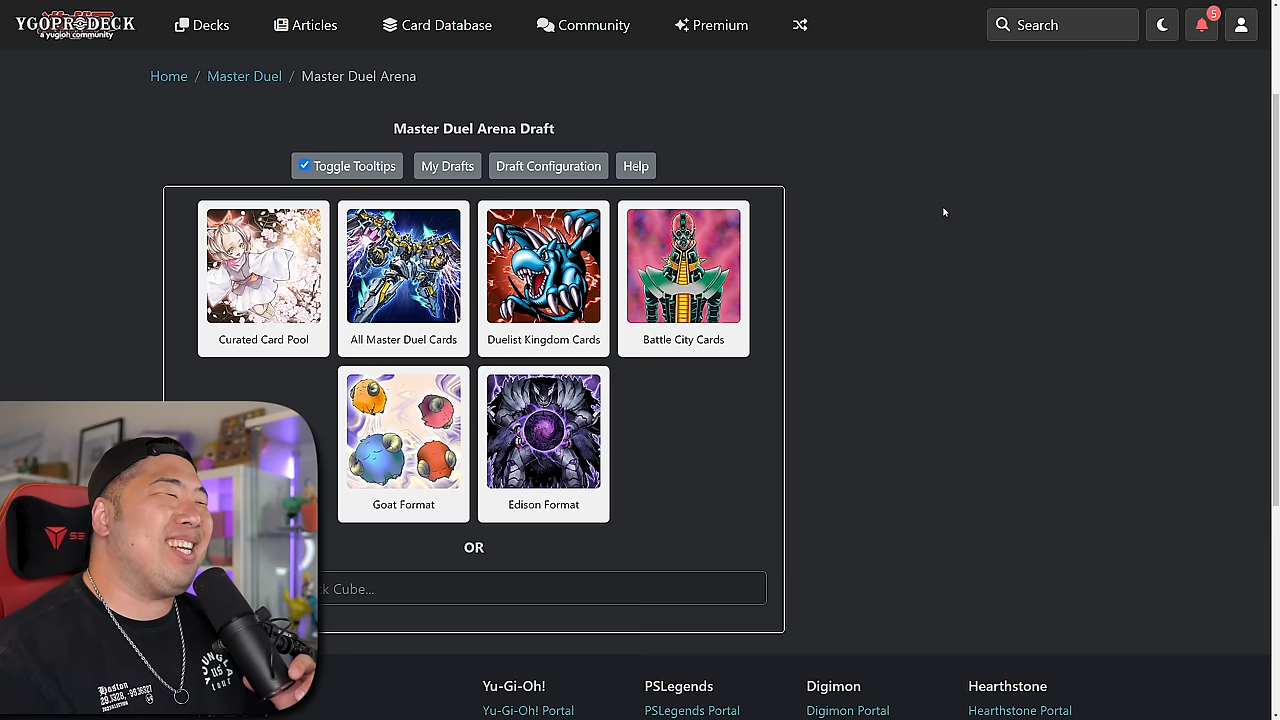 YGOPRODECK
a yugioh community
Decks
Articles
Card Database
Community
Premium
Search
5
Home / Master Duel / Master Duel Arena
Master Duel Arena Draft
Toggle Tooltips
My Drafts
Draft Configuration
Help
Curated Card Pool
All Master Duel Cards
Duelist Kingdom Cards
Battle City Cards
Goat Format
Edison Format
OR
k Cube...
Yu-Gi-Oh!
PSLegends
Digimon
Hearthstone
Yu-Gi-Oh! Portal
PSLegends Portal
Digimon Portal
Hearthstone Portal
SE